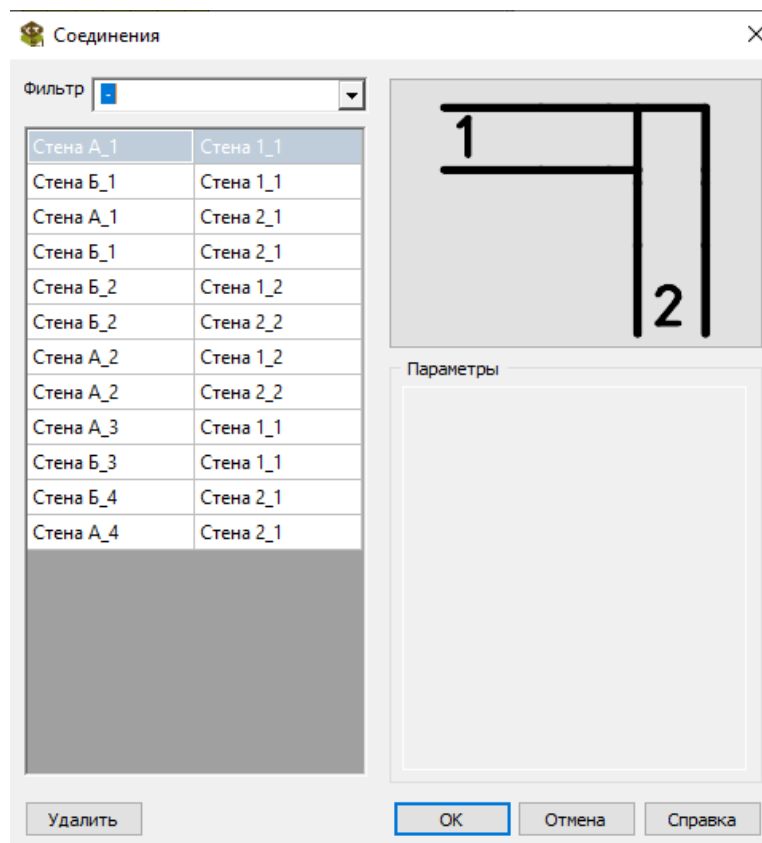 Соединения
Фильтр -
Стена А_1 Стена 1_1
Стена Б_1 Стена 1_1
Стена А_1 Стена 2_1
Стена Б_1 Стена 2_1
Стена Б_2 Стена 1_2
Стена Б_2 Стена 2_2
Стена А_2 Стена 1_2
Стена А_2 Стена 2_2
Стена А_3 Стена 1_1
Стена Б_3 Стена 1_1
Стена Б_4 Стена 2_1
Стена А_4 Стена 2_1
1
2
Параметры
Удалить
ОК Отмена Справка